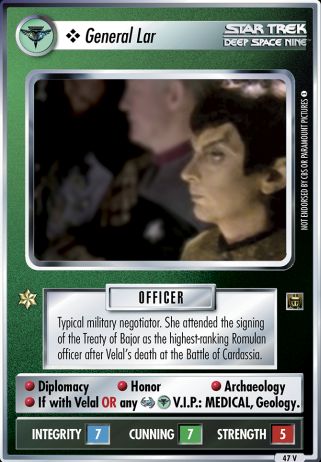 ❖ General Lar
STAR TREK
DEEP SPACE NINE
NOT ENDORSED BY CBS OR PARAMOUNT PICTURES
OFFICER
Typical military negotiator. She attended the signing
of the Treaty of Bajor as the highest-ranking Romulan
officer after Velal's death at the Battle of Cardassia.
Diplomacy Honor Archaeology
If with Velal OR any V.I.P.: MEDICAL, Geology.
INTEGRITY 7 CUNNING 7 STRENGTH 5
47 V